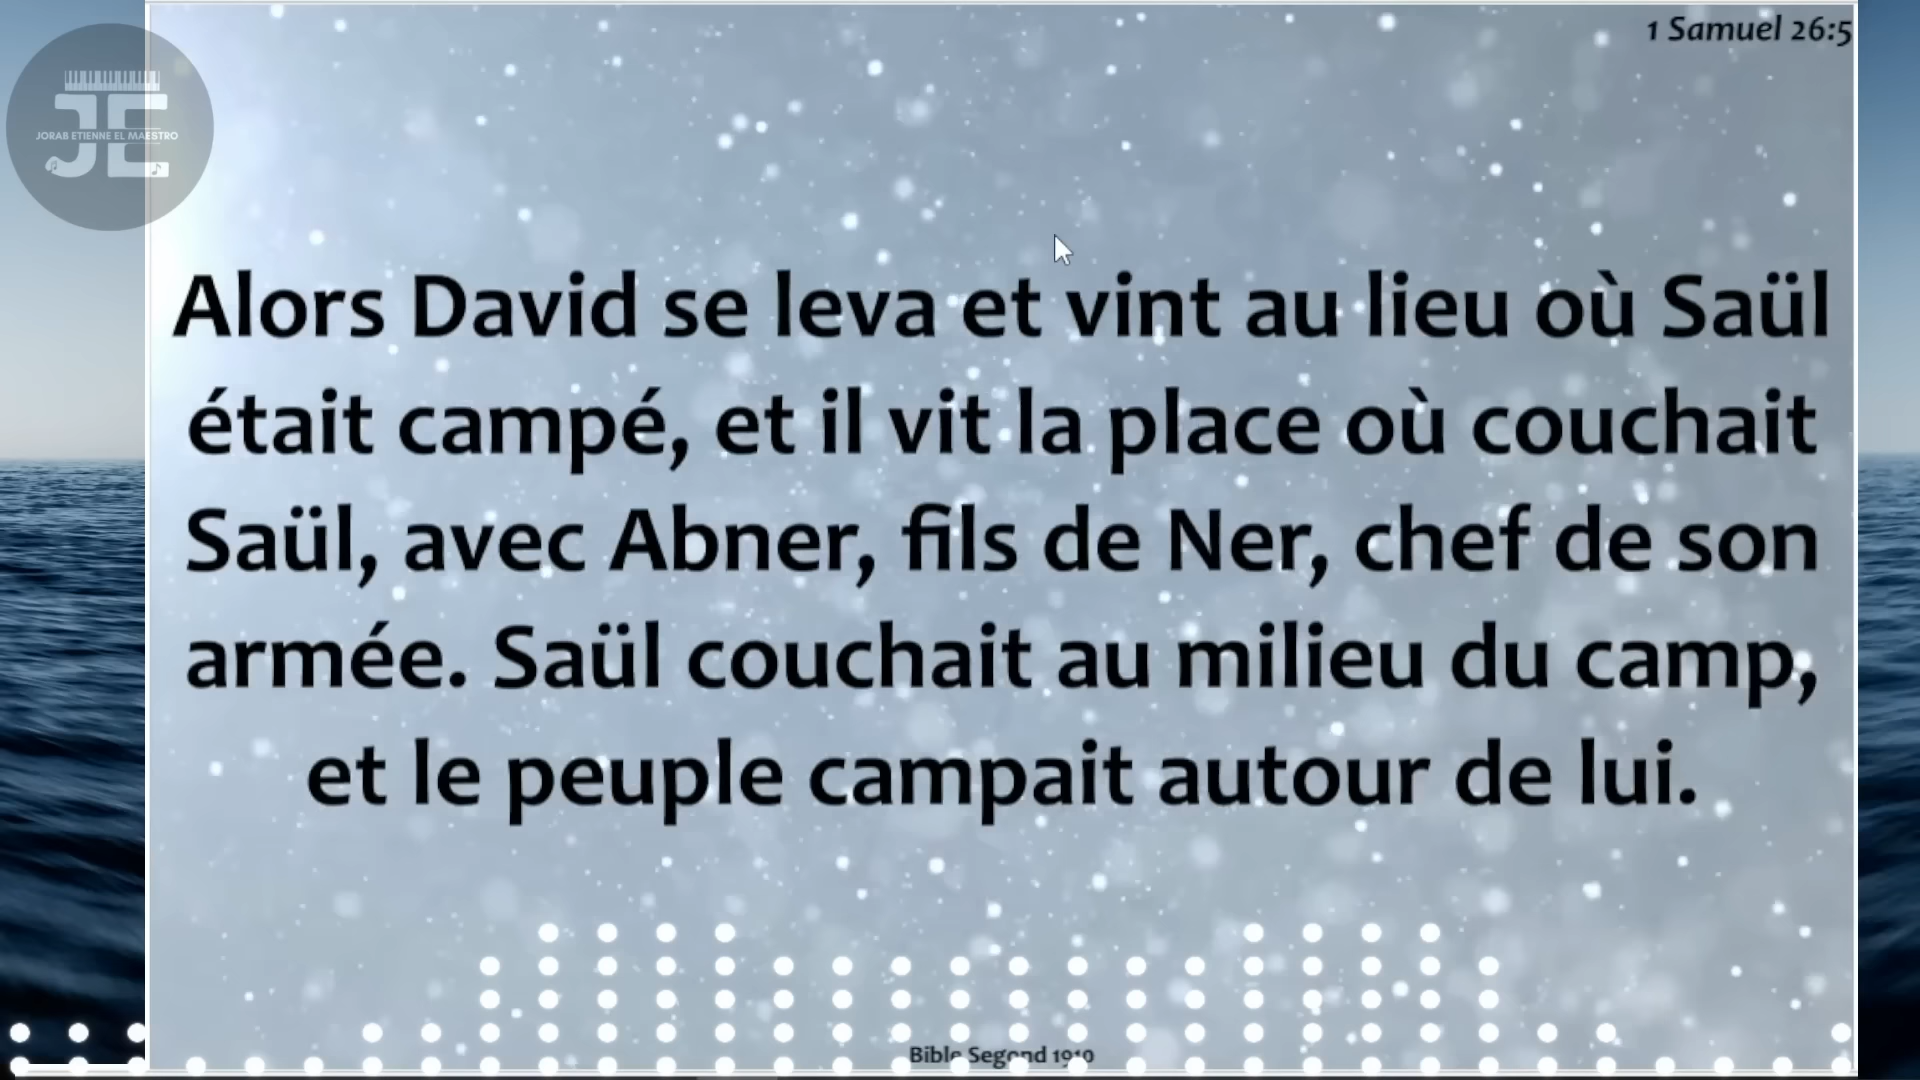 1 Samuel 26:5
JE
JORAB ETIENNE EL MAESTRO
Alors David se leva et vint au lieu où Saül
était campé, et il vit la place où couchait
Saül, avec Abner, fils de Ner, chef de son
armée. Saül couchait au milieu du camp,
et le peuple campait autour de lui.
Bible Segond 1910